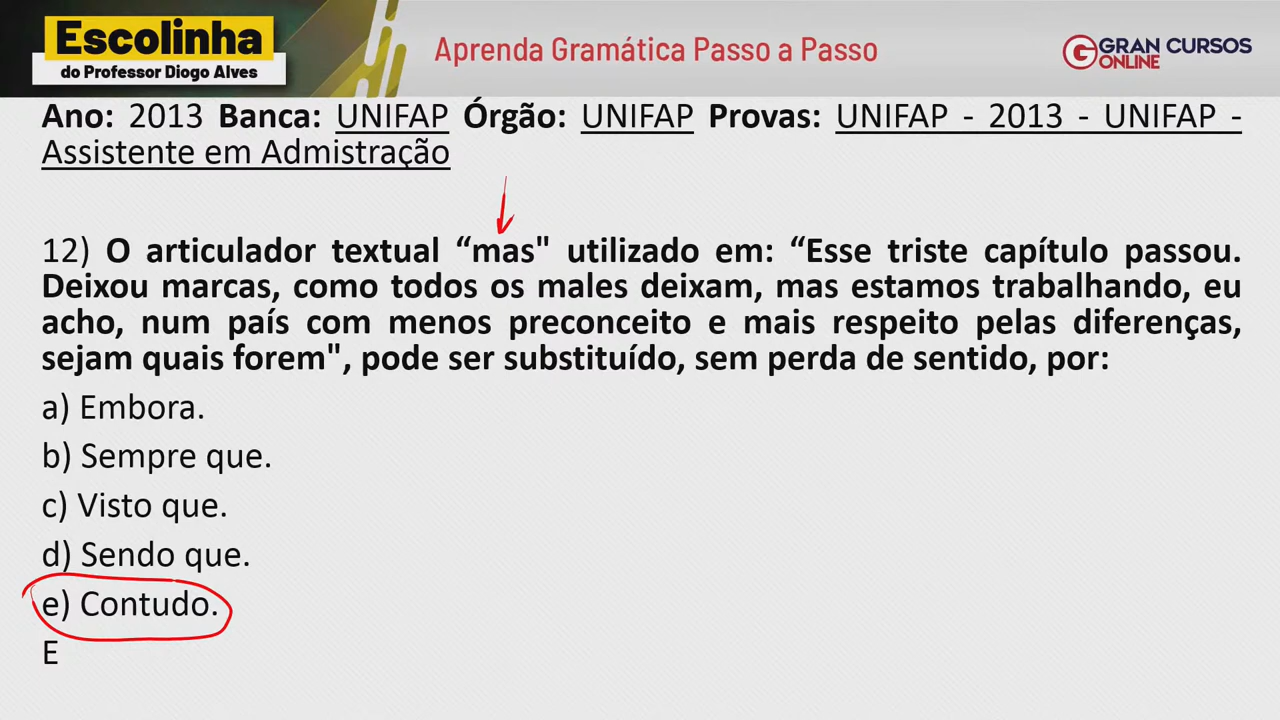 Escolinha
do Professor Diogo Alves
Aprenda Gramática Passo a Passo
GRAN CURSOS
ONLINE
Ano: 2013 Banca: UNIFAP Órgão: UNIFAP Provas: UNIFAP - 2013 - UNIFAP -
Assistente em Admistração
12) O articulador textual “mas" utilizado em: “Esse triste capítulo passou.
Deixou marcas, como todos os males deixam, mas estamos trabalhando, eu
acho, num país com menos preconceito e mais respeito pelas diferenças,
sejam quais forem", pode ser substituído, sem perda de sentido, por:
a) Embora.
b) Sempre que.
c) Visto que.
d) Sendo que.
e) Contudo.
E